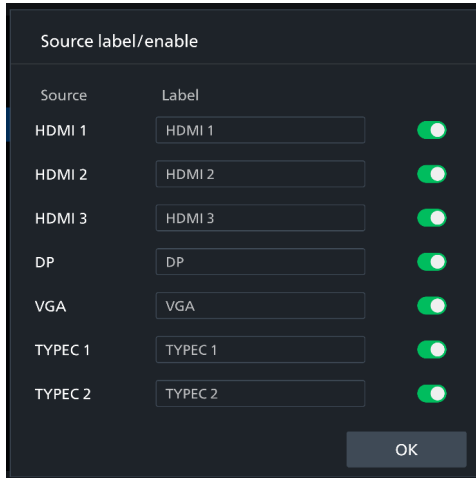 Source label/enable
Source Label
HDMI 1 HDMI 1
HDMI 2 HDMI 2
HDMI 3 HDMI 3
DP DP
VGA VGA
TYPEC 1 TYPEC 1
TYPEC 2 TYPEC 2
OK